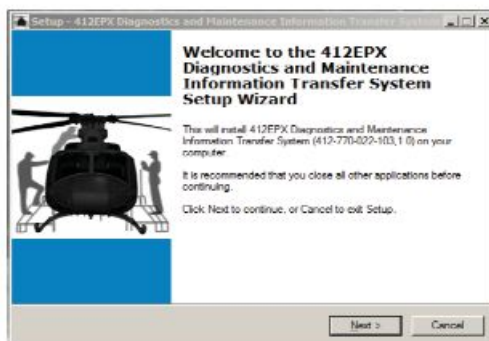 Setup - 412EPX Diagnostics and Maintenance Information Transfer System
Welcome to the 412EPX
Diagnostics and Maintenance
Information Transfer System
Setup Wizard
This will install 412EPX Diagnostics and Maintenance
Information Transfer System (412-770-022-103,1.0) on your
computer.
It is recommended that you close all other applications before
continuing.
Click Next to continue, or Cancel to exit Setup.
Next >
Cancel